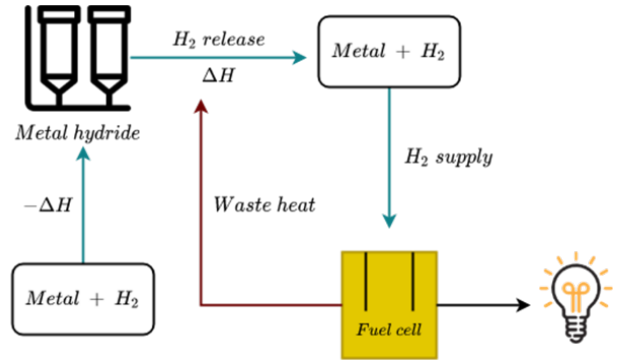 H₂ release
ΔH
Metal + H₂
Metal hydride
H₂ supply
−ΔH
Waste heat
Metal + H₂
Fuel cell